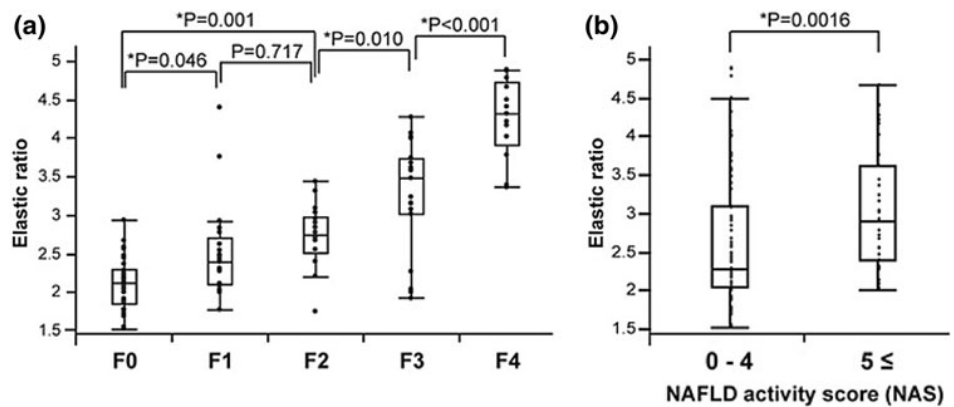 (a)
*P=0.001
*P=0.046
P=0.717
*P=0.010
*P<0.001
Elastic ratio
5
4.5
4
3.5
3
2.5
2
1.5
F0 F1 F2 F3 F4
(b)
*P=0.0016
Elastic ratio
5
4.5
4
3.5
3
2.5
2
1.5
0 - 4 5 ≤
NAFLD activity score (NAS)